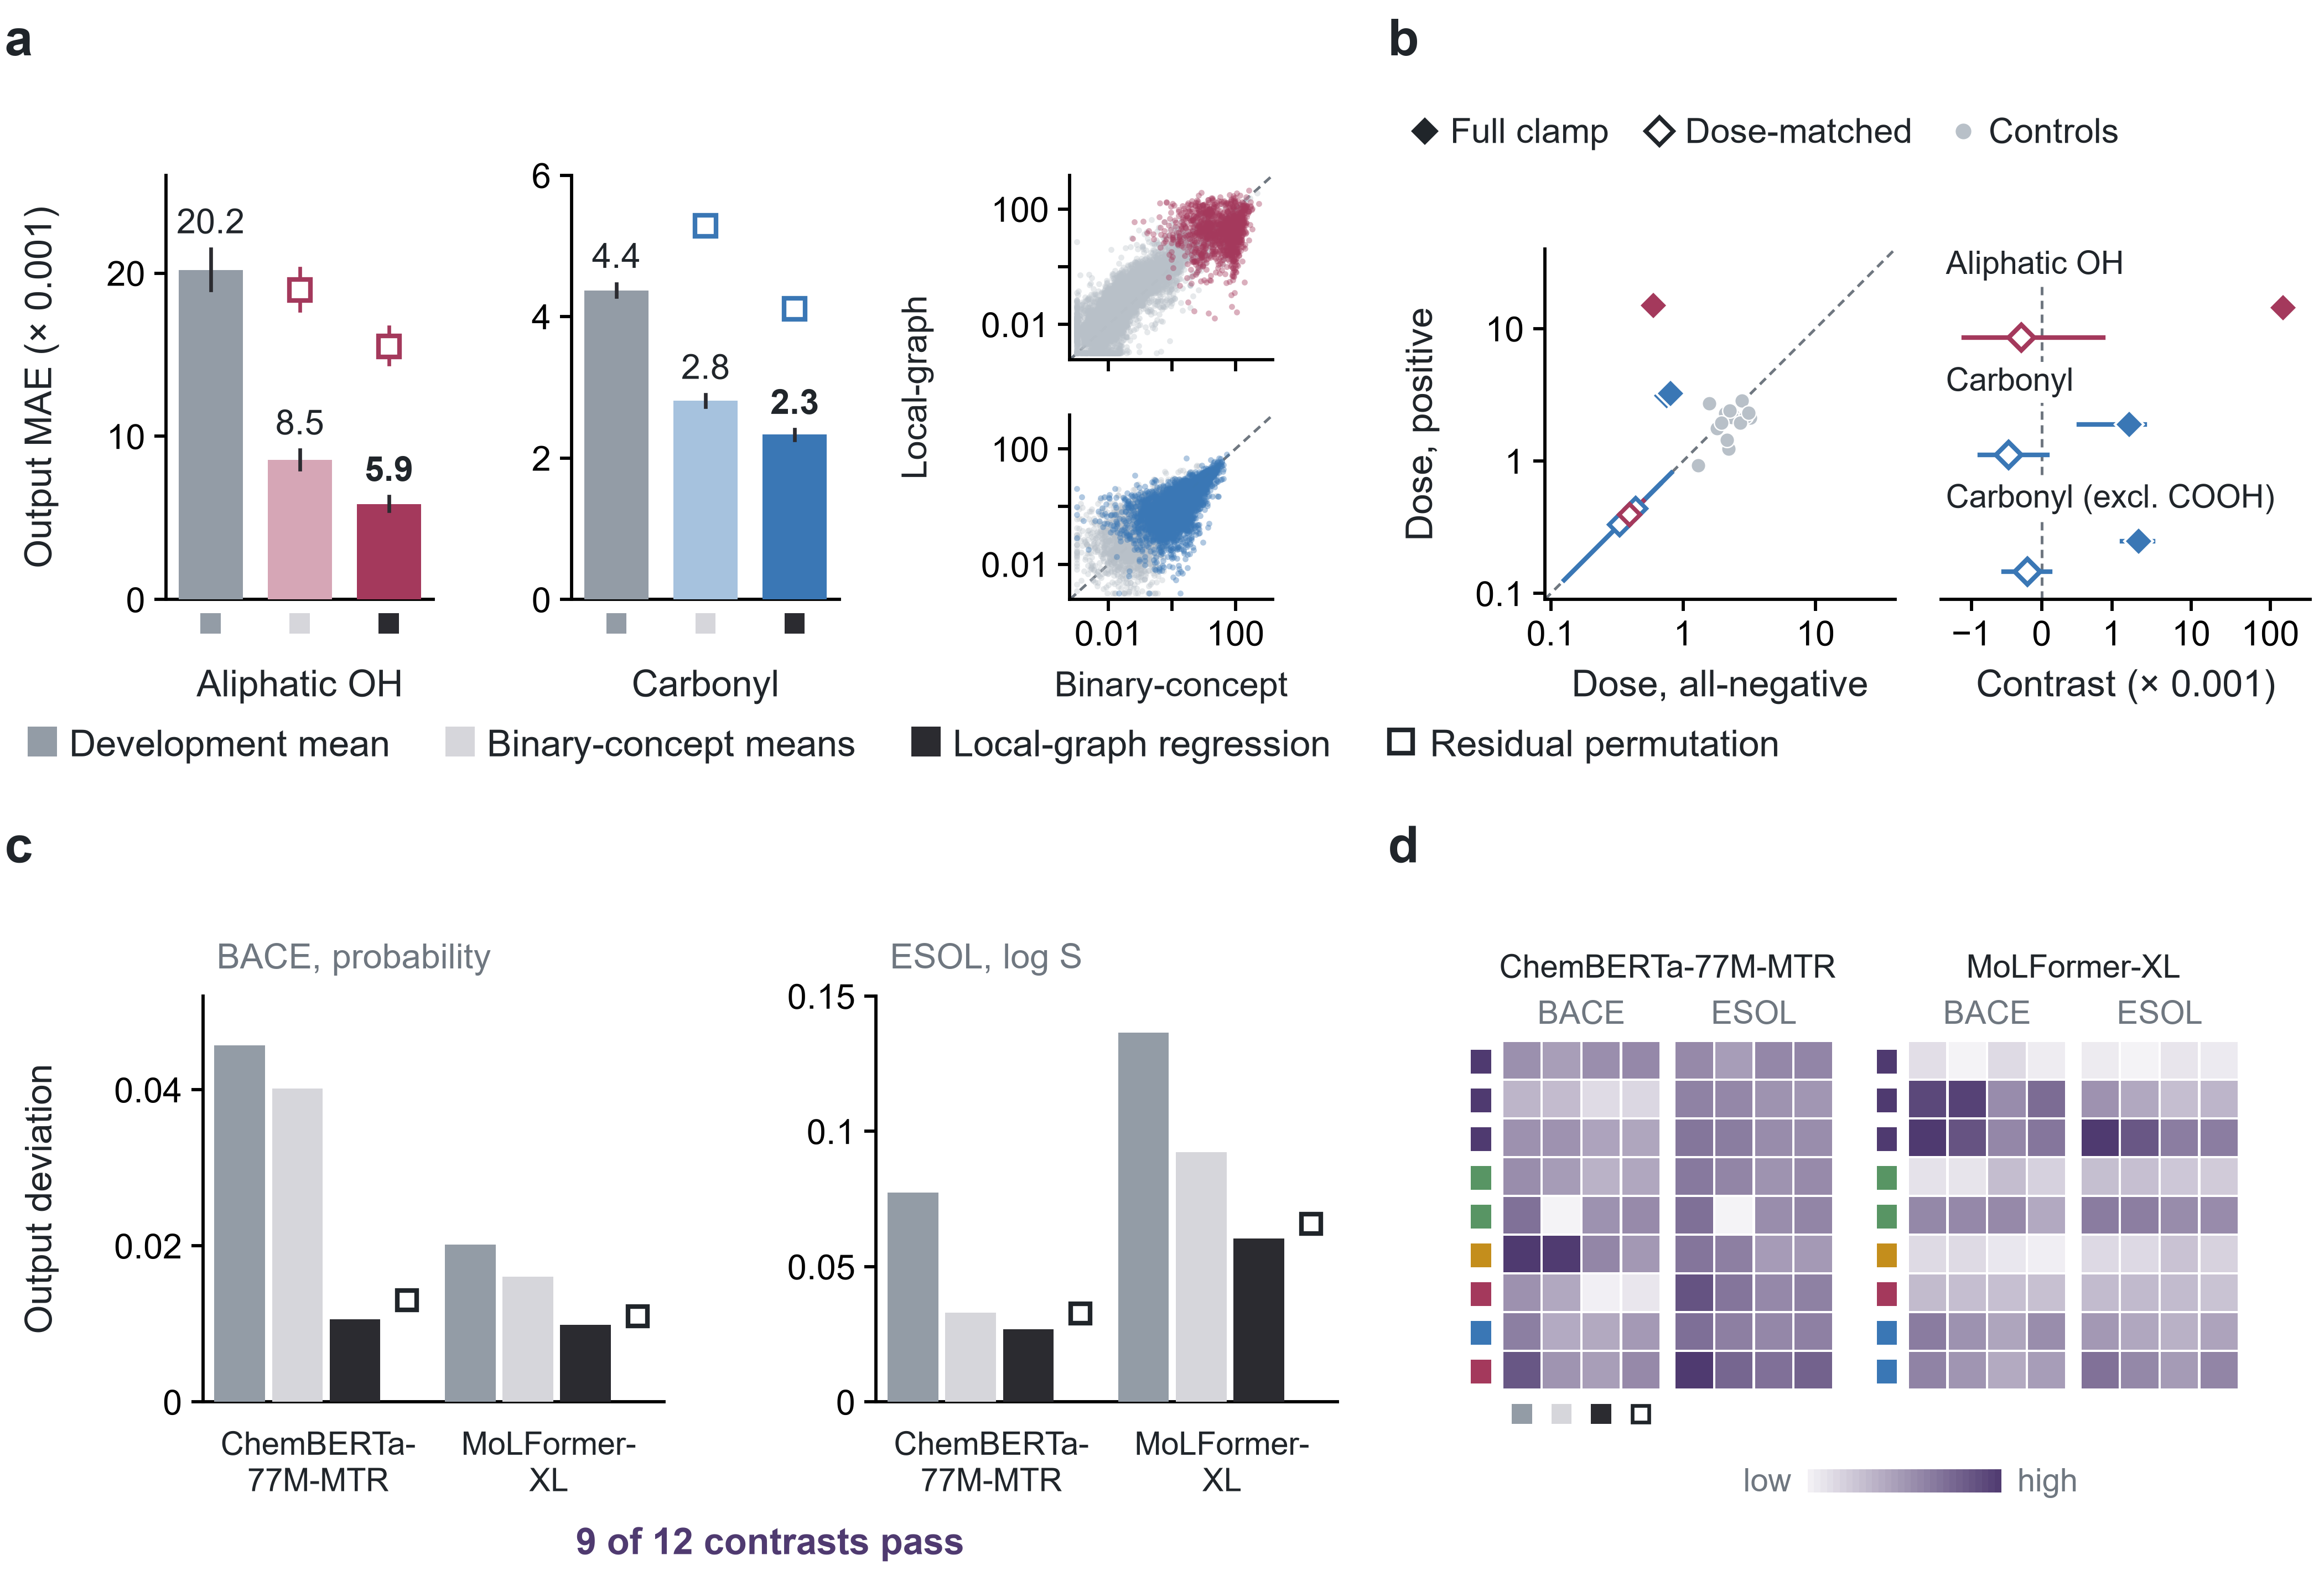 a
Output MAE (× 0.001)
20
10
0
20.2
8.5
5.9
Aliphatic OH
6
4
2
0
4.4
2.8
2.3
Carbonyl
Local-graph
100
0.01
100
0.01
0.01
100
Binary-concept
Development mean
Binary-concept means
Local-graph regression
Residual permutation
b
Full clamp
Dose-matched
Controls
Dose, positive
10
1
0.1
0.1
1
10
Dose, all-negative
Aliphatic OH
Carbonyl
Carbonyl (excl. COOH)
−1
0
1
10
100
Contrast (× 0.001)
c
BACE, probability
Output deviation
0.04
0.02
0
ChemBERTa-
77M-MTR
MoLFormer-
XL
ESOL, log S
0.15
0.1
0.05
0
ChemBERTa-
77M-MTR
MoLFormer-
XL
9 of 12 contrasts pass
d
ChemBERTa-77M-MTR
BACE
ESOL
MoLFormer-XL
BACE
ESOL
low
high